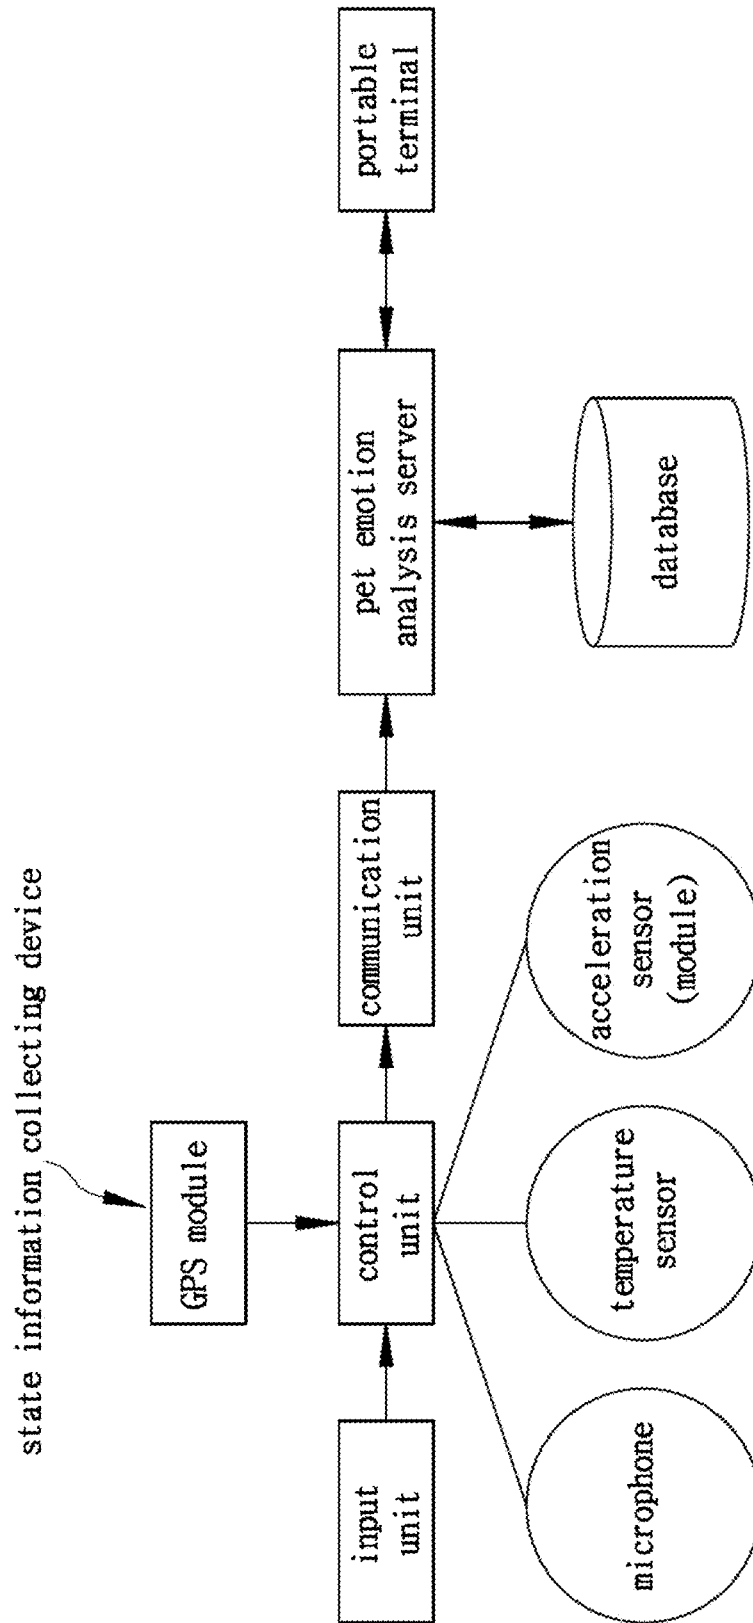 state information collecting device
GPS module
input
unit
control
unit
communication
unit
pet emotion
analysis server
portable
terminal
microphone
temperature
sensor
acceleration
sensor
(module)
database